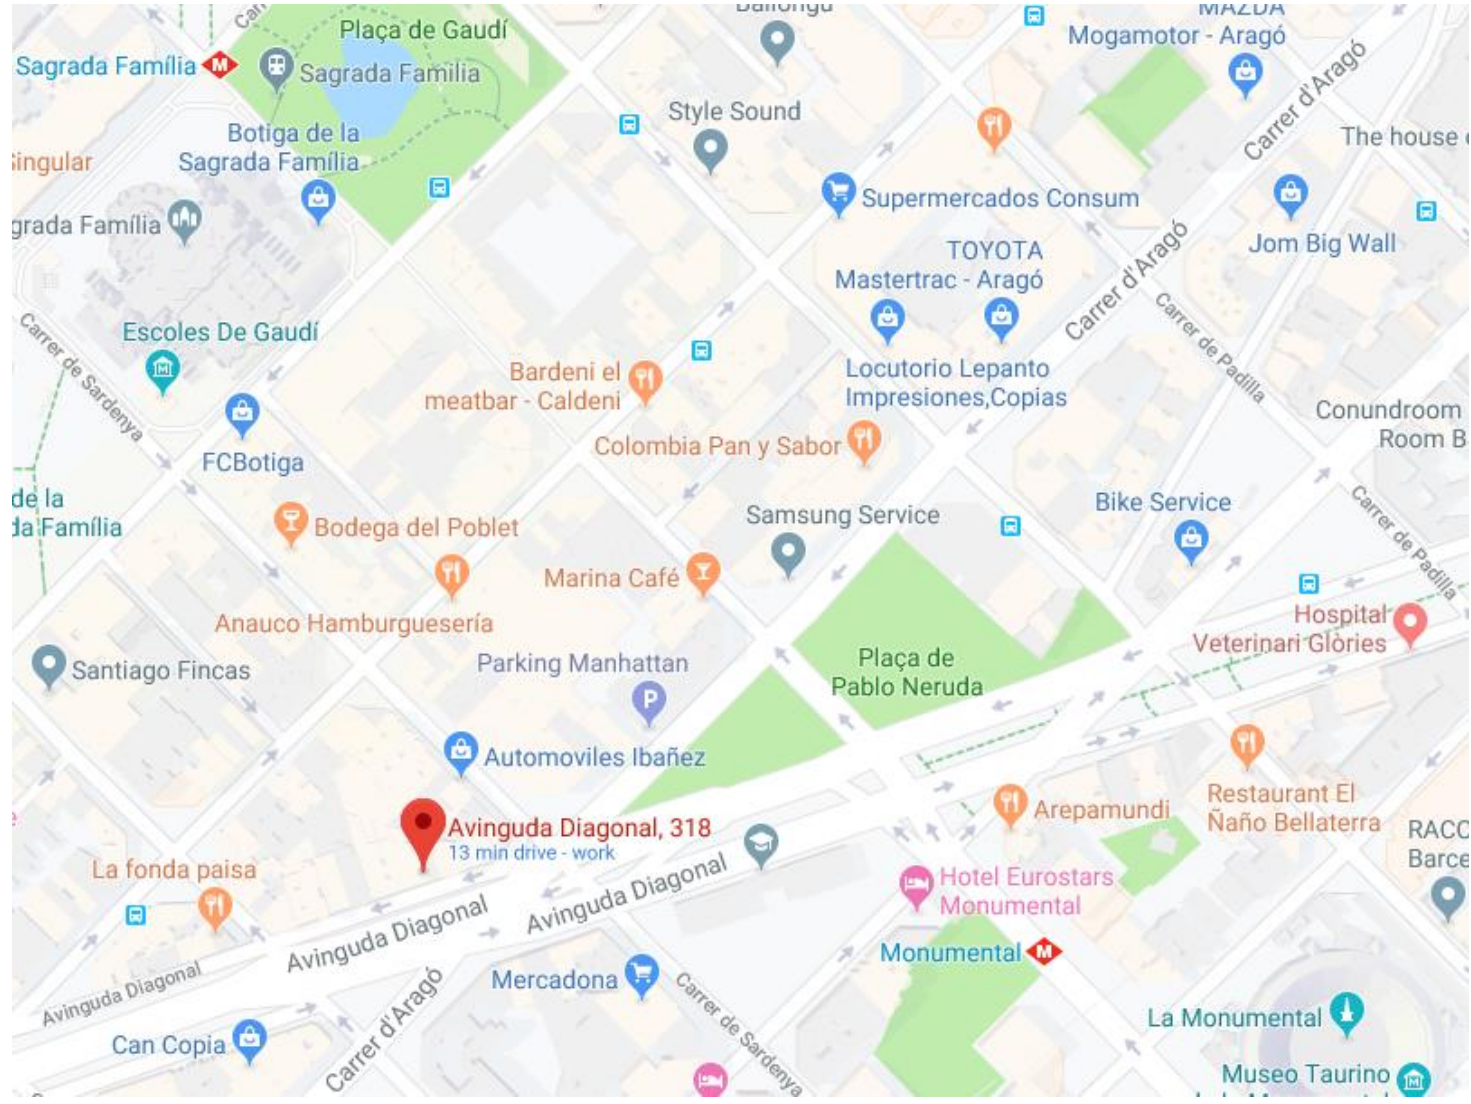 Plaça de Gaudí
Sagrada Família
Sagrada Familia
Botiga de la
Sagrada Família
Singular
grada Família
Escoles De Gaudí
Carrer de Sardenya
FCBotiga
de la
da Família
Bodega del Poblet
Anauco Hamburguesería
Santiago Fincas
Style Sound
MAZDA
Mogamotor - Aragó
Carrer d'Aragó
The house
Supermercados Consum
TOYOTA
Mastertrac - Aragó
Carrer d'Aragó
Jom Big Wall
Carrer de Padilla
Locutorio Lepanto
Impresiones,Copias
Bardeni el
meatbar - Caldeni
Colombia Pan y Sabor
Conundroom
Room B
Samsung Service
Bike Service
Carrer de Padilla
Marina Café
Parking Manhattan
P
Plaça de
Pablo Neruda
Hospital
Veterinari Glòries
Automoviles Ibañez
Avinguda Diagonal, 318
13 min drive - work
La fonda paisa
Arepamundi
Restaurant El
Ñaño Bellaterra
RACC
Barce
Avinguda Diagonal
Avinguda Diagonal
Avinguda Diagonal
Hotel Eurostars
Monumental
Monumental
M
Mercadona
Carrer de Sardenya
Can Copia
Carrer d'Aragó
La Monumental
Museo Taurino